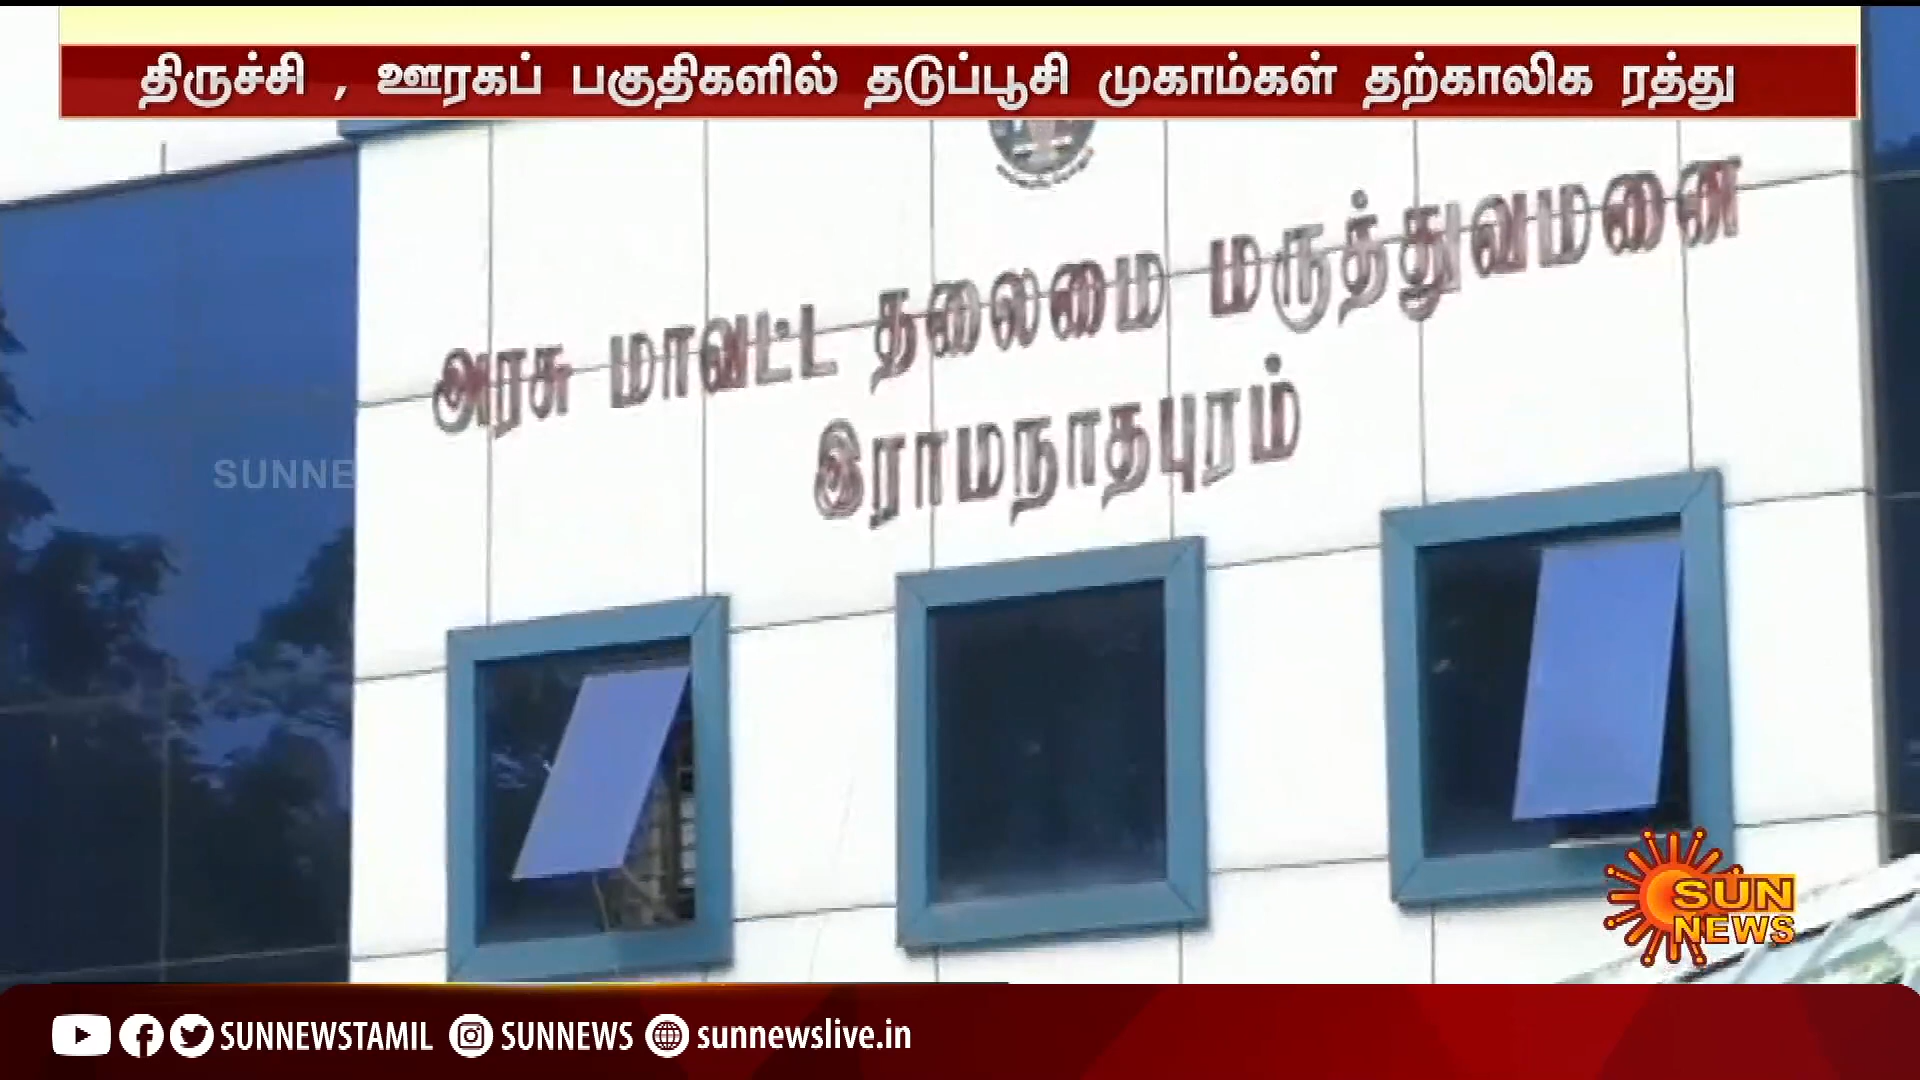 திருச்சி , ஊரகப் பகுதிகளில் தடுப்பூசி முகாம்கள் தற்காலிக ரத்து
அரசு மாவட்ட தலைமை மருத்துவமனை
இராமநாதபுரம்
SUNNE
SUN
NEWS
SUNNEWSTAMIL SUNNEWS sunnewslive.in